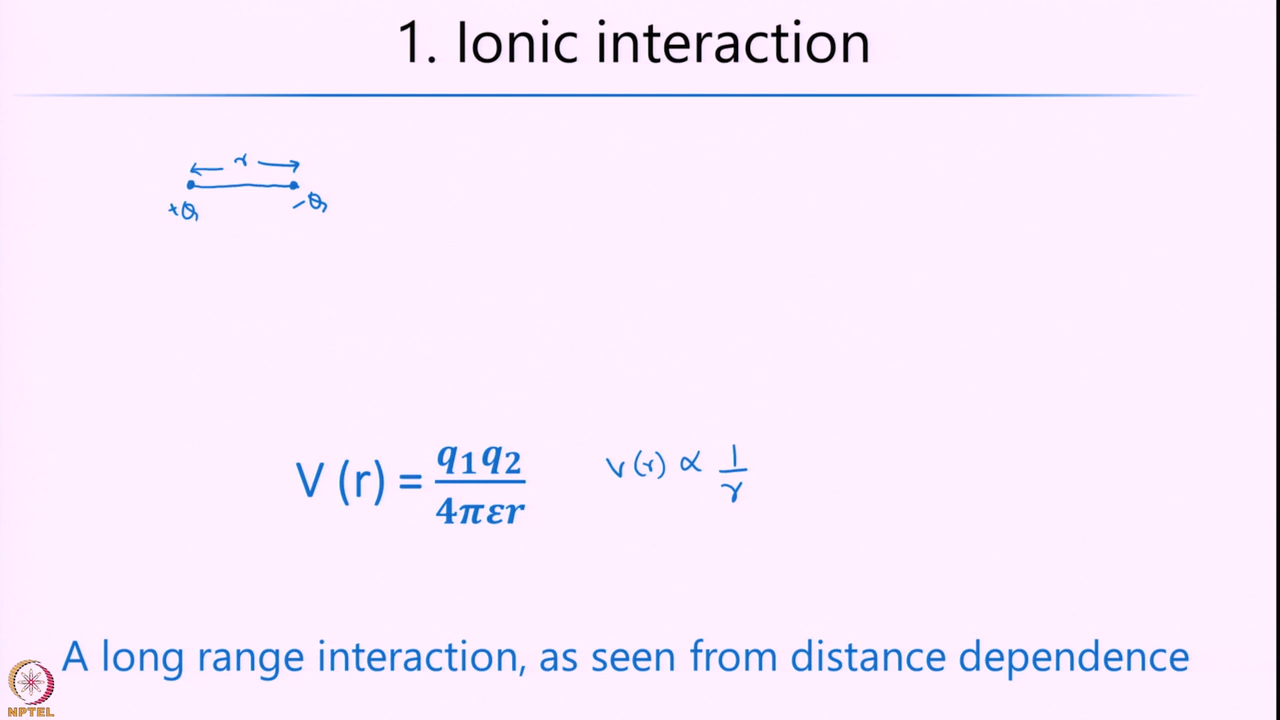 1. Ionic interaction
← r →
+Q -Q
V (r) = q₁q₂ / 4πεr    V(r) ∝ 1/r
A long range interaction, as seen from distance dependence
NPTEL